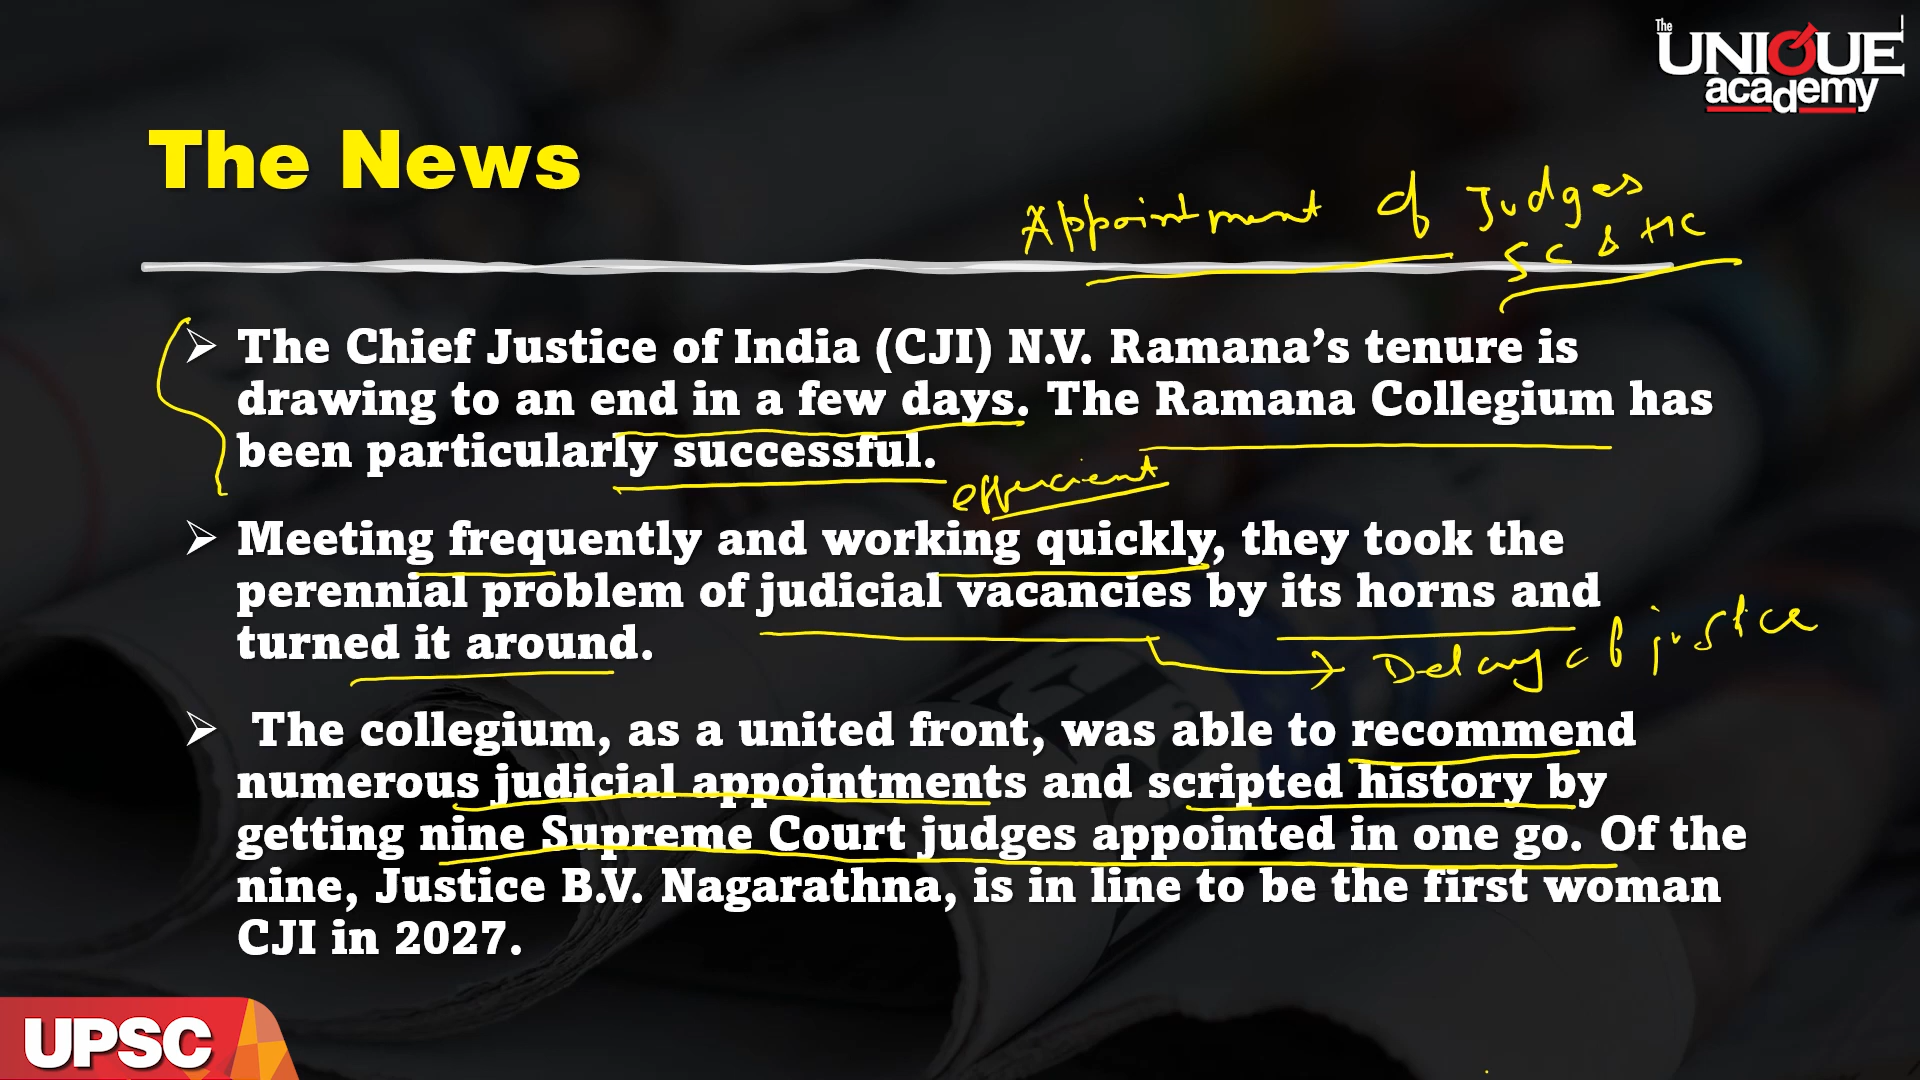 The
UNIQUE
academy
The News
Appointment of Judges
SC & HC
➢ The Chief Justice of India (CJI) N.V. Ramana’s tenure is
drawing to an end in a few days. The Ramana Collegium has
been particularly successful.
efficient
➢ Meeting frequently and working quickly, they took the
perennial problem of judicial vacancies by its horns and
turned it around.
→ Delay of justice
➢ The collegium, as a united front, was able to recommend
numerous judicial appointments and scripted history by
getting nine Supreme Court judges appointed in one go. Of the
nine, Justice B.V. Nagarathna, is in line to be the first woman
CJI in 2027.
UPSC